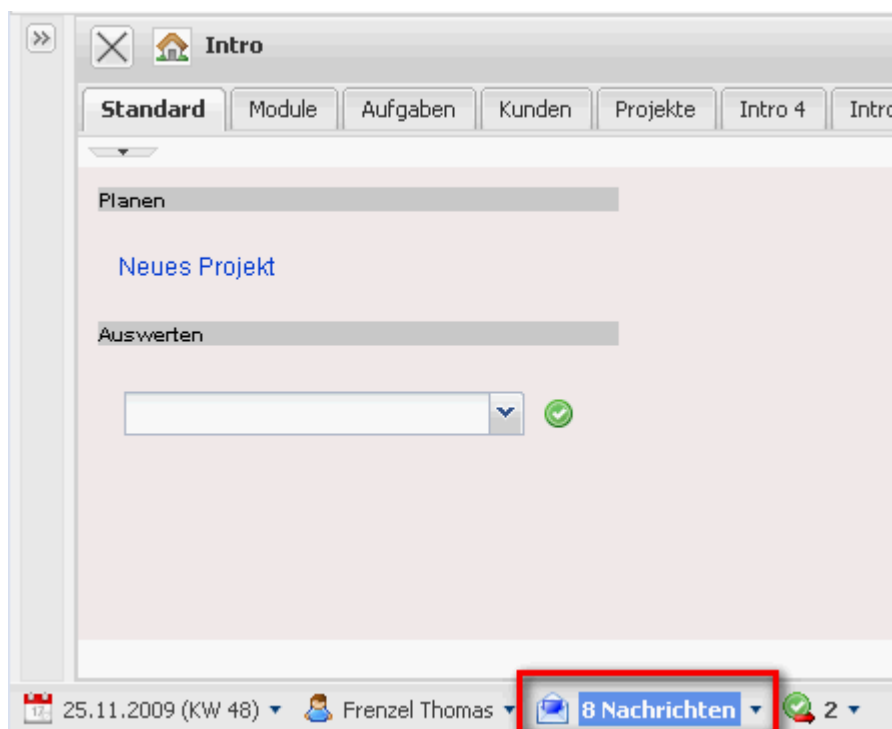 Intro
Standard Module Aufgaben Kunden Projekte Intro 4 Intro
Planen
Neues Projekt
Auswerten
25.11.2009 (KW 48) Frenzel Thomas 8 Nachrichten 2